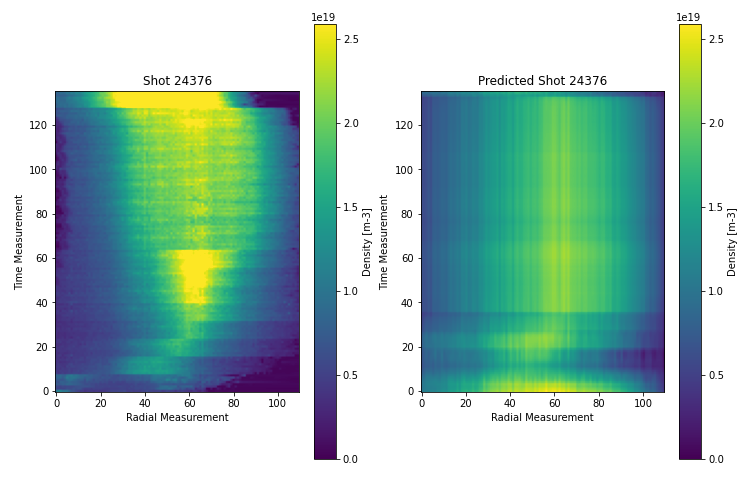 1e19
1e19
Shot 24376
Predicted Shot 24376
2.5
2.0
1.5
1.0
0.5
0.0
Density [m-3]
2.5
2.0
1.5
1.0
0.5
0.0
Density [m-3]
120
100
80
60
40
20
0
Time Measurement
0 20 40 60 80 100
Radial Measurement
120
100
80
60
40
20
0
Time Measurement
0 20 40 60 80 100
Radial Measurement